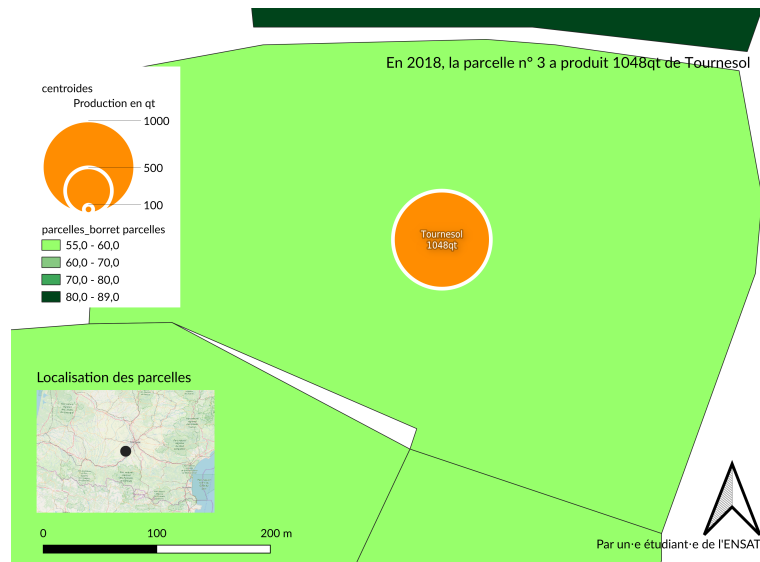 En 2018, la parcelle n° 3 a produit 1048qt de Tournesol
centroides
Production en qt
1000
500
100
parcelles_borret parcelles
55,0 - 60,0
60,0 - 70,0
70,0 - 80,0
80,0 - 89,0
Tournesol
1048qt
Localisation des parcelles
0 100 200 m
Par un·e étudiant·e de l'ENSAT